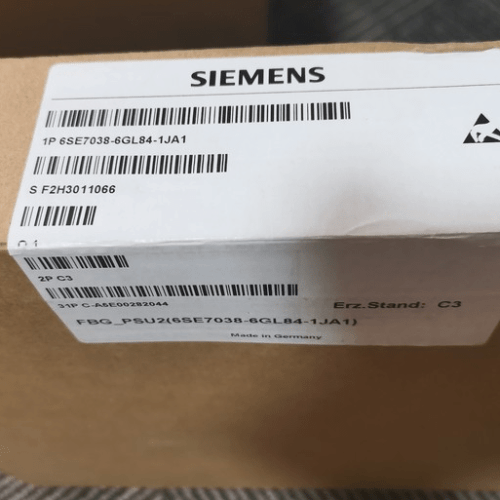 SIEMENS
1P 6SE7038-6GL84-1JA1
S F2H3011066
Q 1
2P C3
31P C-A5E00282044
Erz.Stand: C3
FBG_PSU2(6SE7038-6GL84-1JA1)
Made in Germany